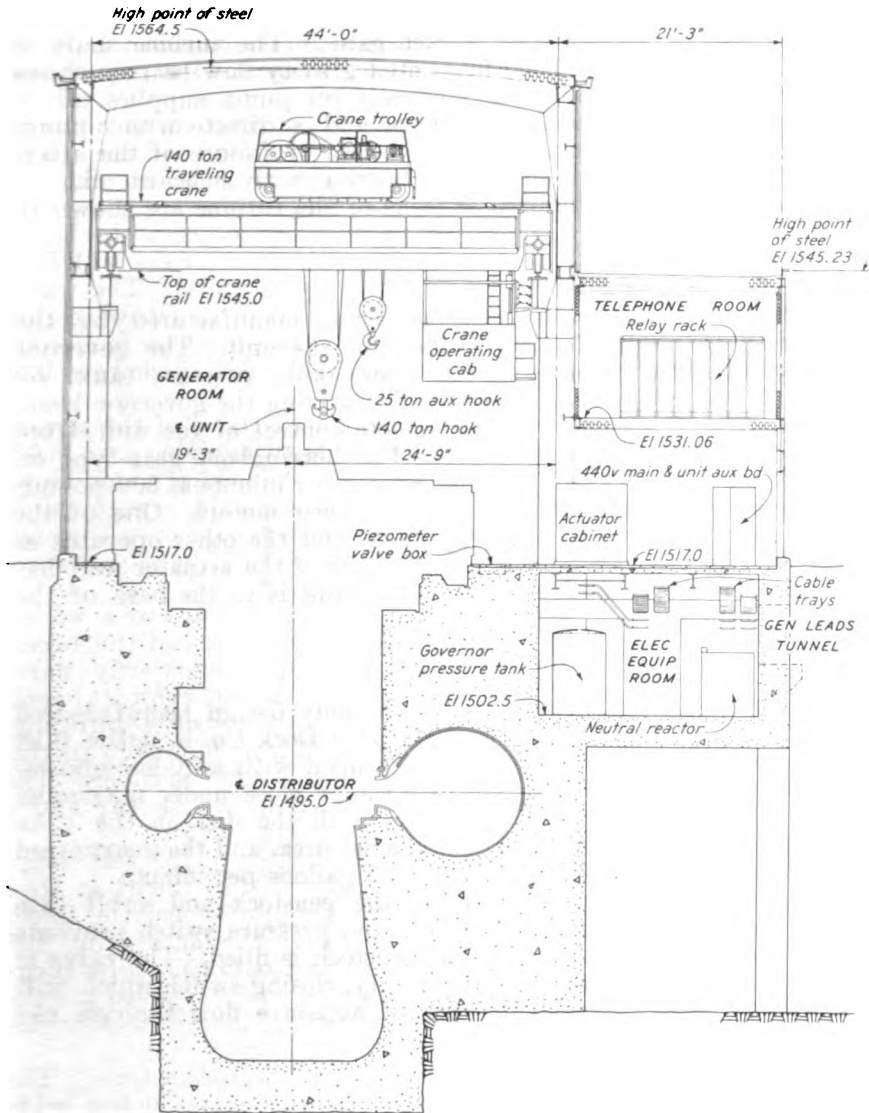 High point of steel
El 1564.5
44'-0"
21'-3"
Crane trolley
140 ton
traveling
crane
High point
of steel
El 1545.23
Top of crane
rail El 1545.0
TELEPHONE ROOM
Relay rack
Crane
operating
cab
GENERATOR
ROOM
25 ton aux hook
℄ UNIT
140 ton hook
El 1531.06
19'-3"
24'-9"
440v main & unit aux bd
Actuator
cabinet
Piezometer
valve box
El 1517.0
El 1517.0
Cable
trays
GEN LEADS
TUNNEL
ELEC
EQUIP
ROOM
Governor
pressure tank
El 1502.5
Neutral reactor
℄ DISTRIBUTOR
El 1495.0